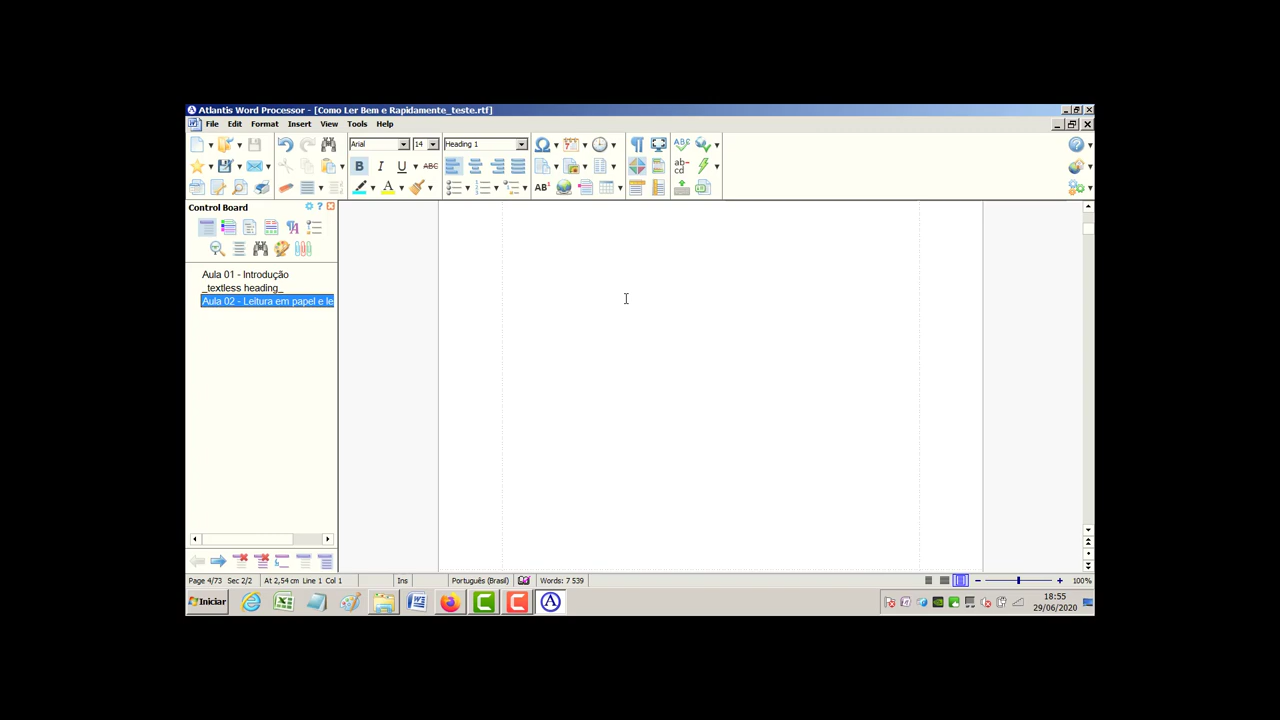 Atlantis Word Processor - [Como Ler Bem e Rapidamente_teste.rtf]
File Edit Format Insert View Tools Help
Arial 14 Heading 1
B I U ABC
Control Board
Aula 01 - Introdução
_textless heading_
Aula 02 - Leitura em papel e le
Page 4/73 Sec 2/2 At 2,54 cm Line 1 Col 1 Ins Português (Brasil) Words: 7 539 100%
Iniciar
18:55
29/06/2020